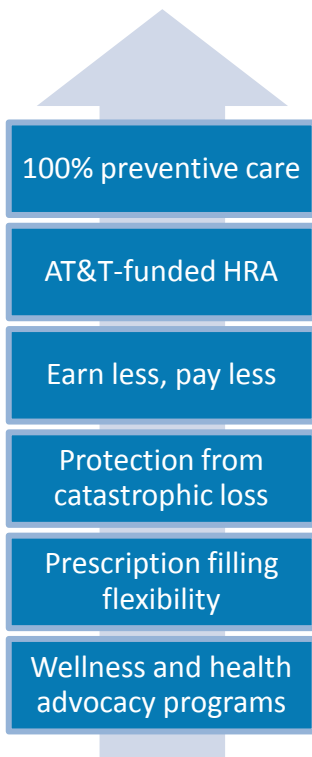 100% preventive care
AT&T-funded HRA
Earn less, pay less
Protection from
catastrophic loss
Prescription filling
flexibility
Wellness and health
advocacy programs